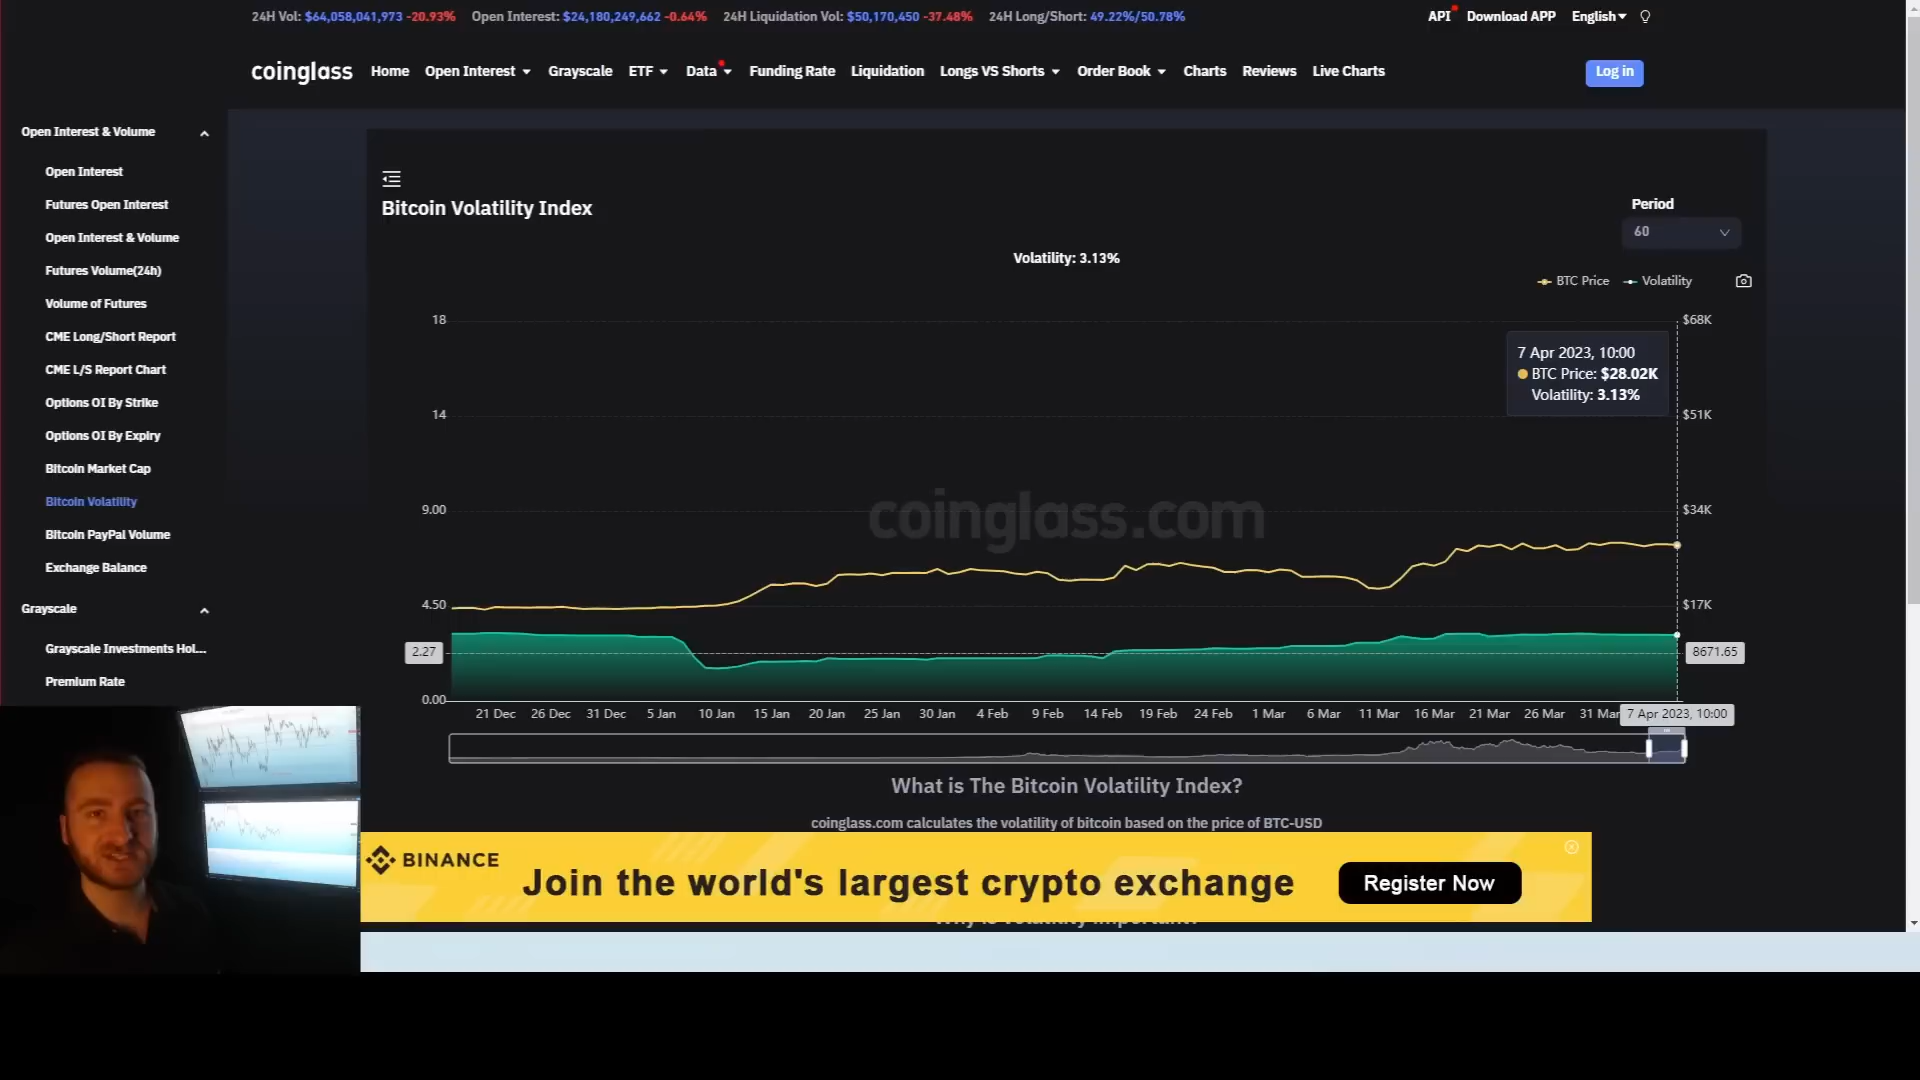 24H Vol: $64,058,041,973 -20.93% Open Interest: $24,180,249,662 -0.64% 24H Liquidation Vol: $50,170,450 -37.48% 24H Long/Short: 49.22%/50.78% API Download APP English
coinglass Home Open Interest Grayscale ETF Data Funding Rate Liquidation Longs VS Shorts Order Book Charts Reviews Live Charts Log in
Open Interest & Volume
Open Interest
Futures Open Interest
Open Interest & Volume
Futures Volume(24h)
Volume of Futures
CME Long/Short Report
CME L/S Report Chart
Options OI By Strike
Options OI By Expiry
Bitcoin Market Cap
Bitcoin Volatility
Bitcoin PayPal Volume
Exchange Balance
Grayscale
Grayscale Investments Hol...
Premium Rate
Bitcoin Volatility Index
Period
60
Volatility: 3.13%
BTC Price Volatility
18 $68K
7 Apr 2023, 10:00
BTC Price: $28.02K
Volatility: 3.13%
14 $51K
9.00 $34K
coinglass.com
4.50 $17K
2.27 8671.65
0.00
21 Dec 26 Dec 31 Dec 5 Jan 10 Jan 15 Jan 20 Jan 25 Jan 30 Jan 4 Feb 9 Feb 14 Feb 19 Feb 24 Feb 1 Mar 6 Mar 11 Mar 16 Mar 21 Mar 26 Mar 31 Mar 7 Apr 2023, 10:00
What is The Bitcoin Volatility Index?
coinglass.com calculates the volatility of bitcoin based on the price of BTC-USD
BINANCE
Join the world's largest crypto exchange
Register Now